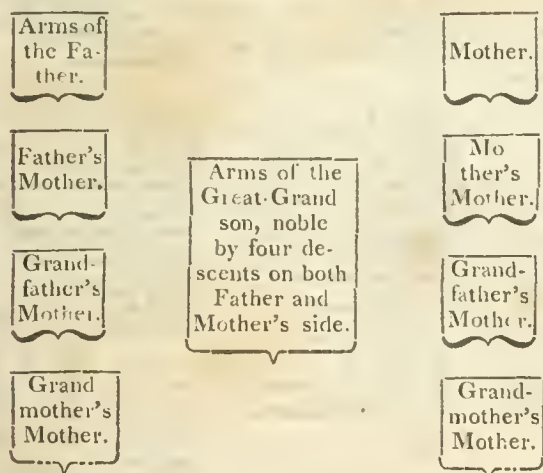 Arms of
the Fa-
ther.
Father's
Mother.
Grand-
father's
Mother.
Grand
mother's
Mother.
Arms of the
Great-Grand
son, noble
by four de-
scents on both
Father and
Mother's side.
Mother.
Mo
ther's
Mother.
Grand-
father's
Mother.
Grand-
mother's
Mother.